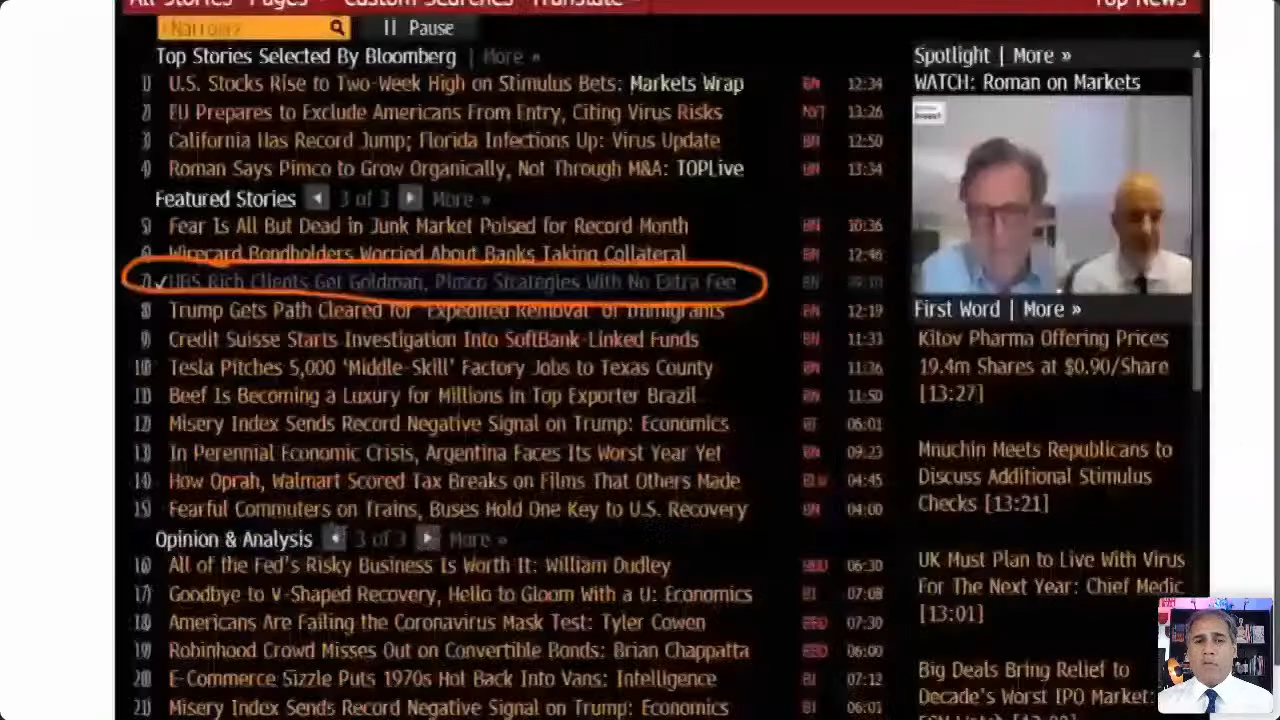 All Stories Pages Custom Searches Translate Top News
<Narrow> Pause
Top Stories Selected By Bloomberg | More »
1) U.S. Stocks Rise to Two-Week High on Stimulus Bets: Markets Wrap BN 12:34
2) EU Prepares to Exclude Americans From Entry, Citing Virus Risks NYT 13:26
3) California Has Record Jump; Florida Infections Up: Virus Update BN 12:50
4) Roman Says Pimco to Grow Organically, Not Through M&A: TOPLive BN 13:34
Featured Stories 3 of 3 More »
5) Fear Is All But Dead in Junk Market Poised for Record Month BN 10:36
6) Wirecard Bondholders Worried About Banks Taking Collateral BN 12:46
7) UBS Rich Clients Get Goldman, Pimco Strategies With No Extra Fee BN
8) Trump Gets Path Cleared for 'Expedited Removal' of Immigrants BN 12:19
9) Credit Suisse Starts Investigation Into SoftBank-Linked Funds BN 11:33
10) Tesla Pitches 5,000 'Middle-Skill' Factory Jobs to Texas County BN 11:26
11) Beef Is Becoming a Luxury for Millions in Top Exporter Brazil BN 11:50
12) Misery Index Sends Record Negative Signal on Trump: Economics BI 06:01
13) In Perennial Economic Crisis, Argentina Faces Its Worst Year Yet BN 09:23
14) How Oprah, Walmart Scored Tax Breaks on Films That Others Made 04:45
15) Fearful Commuters on Trains, Buses Hold One Key to U.S. Recovery BN 04:00
Opinion & Analysis 3 of 3 More »
16) All of the Fed's Risky Business Is Worth It: William Dudley 06:30
17) Goodbye to V-Shaped Recovery, Hello to Gloom With a U: Economics BI 07:08
18) Americans Are Failing the Coronavirus Mask Test: Tyler Cowen 07:30
19) Robinhood Crowd Misses Out on Convertible Bonds: Brian Chappatta 06:00
20) E-Commerce Sizzle Puts 1970s Hot Back Into Vans: Intelligence BI 07:12
21) Misery Index Sends Record Negative Signal on Trump: Economics BI 06:01
Spotlight | More »
WATCH: Roman on Markets
First Word | More »
Kitov Pharma Offering Prices
19.4m Shares at $0.90/Share
[13:27]
Mnuchin Meets Republicans to
Discuss Additional Stimulus
Checks [13:21]
UK Must Plan to Live With Virus
For The Next Year: Chief Medic
[13:01]
Big Deals Bring Relief to
Decade's Worst IPO Market: